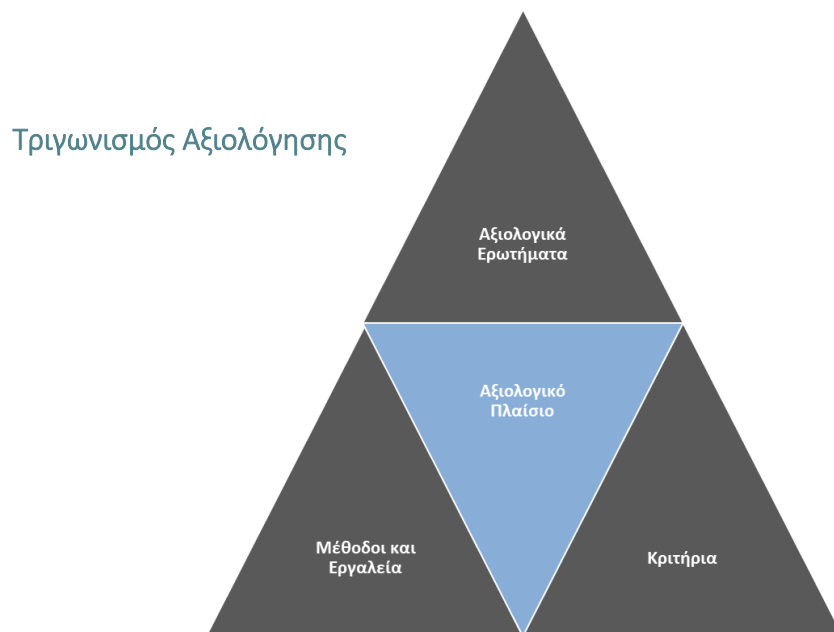 Τριγωνισμός Αξιολόγησης
Αξιολογικά
Ερωτήματα
Αξιολογικό
Πλαίσιο
Μέθοδοι και
Εργαλεία
Κριτήρια